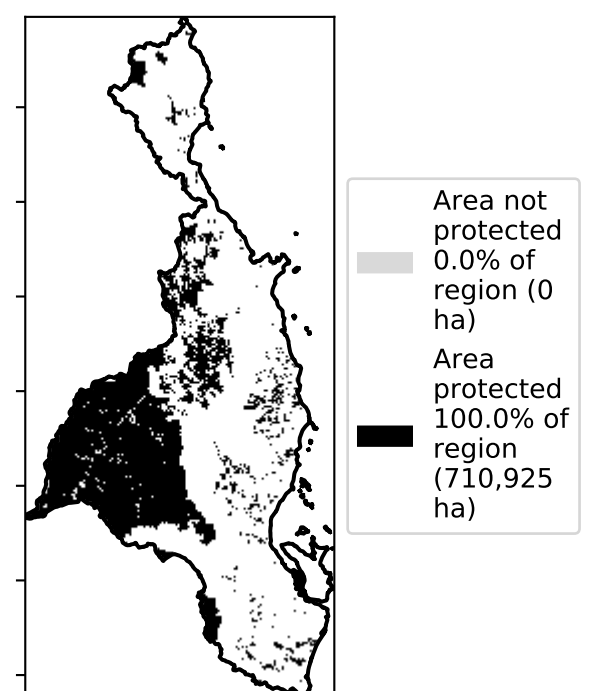 Area not
protected
0.0% of
region (0
ha)
Area
protected
100.0% of
region
(710,925
ha)